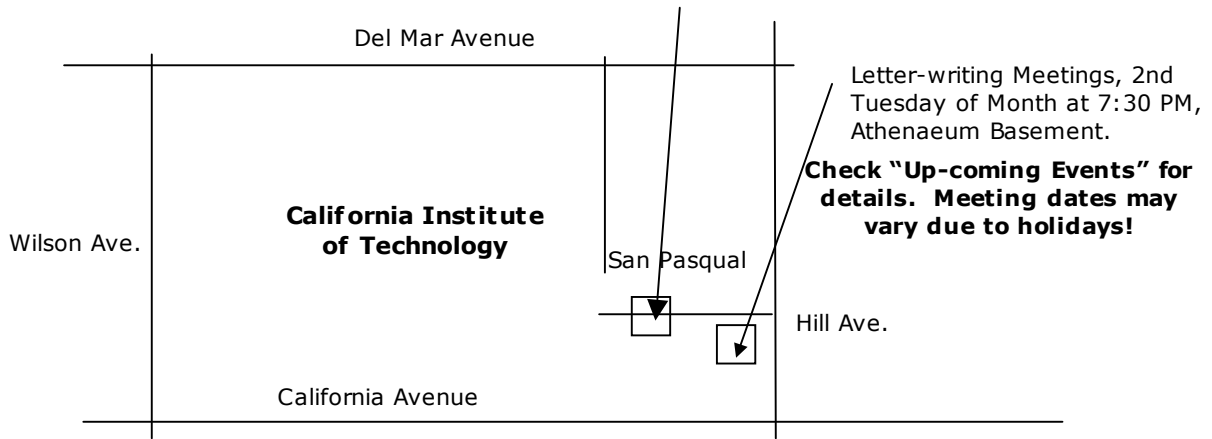 Del Mar Avenue
Letter-writing Meetings, 2nd
Tuesday of Month at 7:30 PM,
Athenaeum Basement.
Check “Up-coming Events” for
details. Meeting dates may
vary due to holidays!
California Institute
of Technology
Wilson Ave.
San Pasqual
Hill Ave.
California Avenue